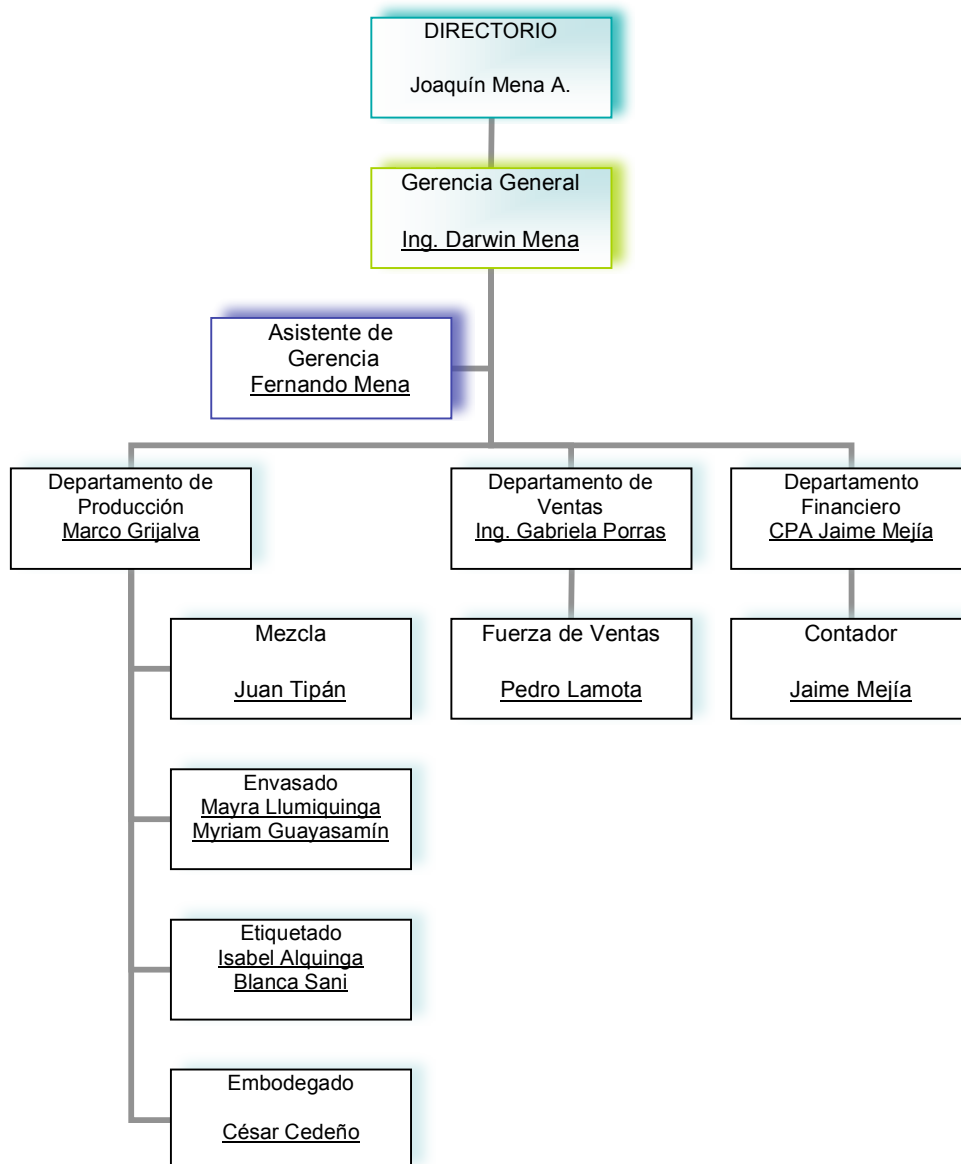 DIRECTORIO
Joaquín Mena A.
Gerencia General
Ing. Darwin Mena
Asistente de
Gerencia
Fernando Mena
Departamento de
Producción
Marco Grijalva
Departamento de
Ventas
Ing. Gabriela Porras
Departamento
Financiero
CPA Jaime Mejía
Mezcla
Juan Tipán
Fuerza de Ventas
Pedro Lamota
Contador
Jaime Mejía
Envasado
Mayra Llumiquinga
Myriam Guayasamín
Etiquetado
Isabel Alquinga
Blanca Sani
Embodegado
César Cedeño